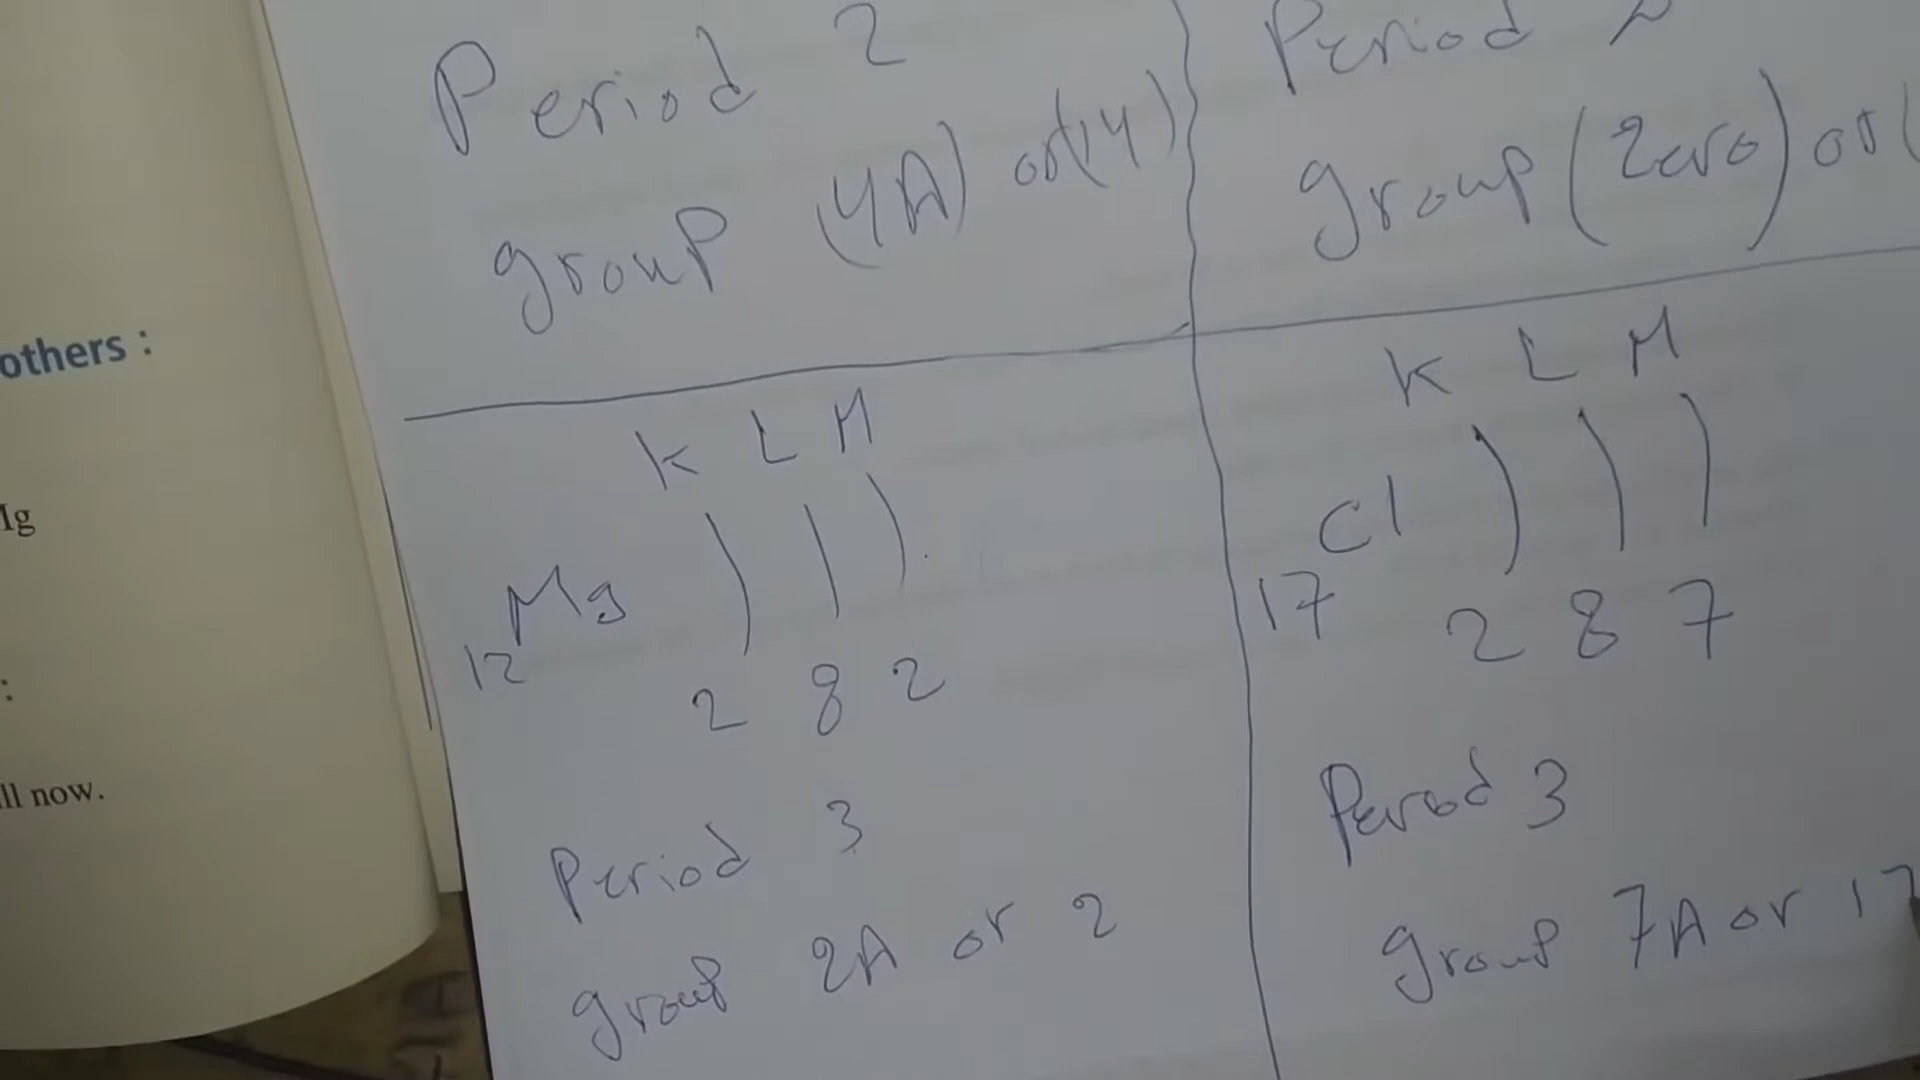 others :
Mg
:
ll now.
Period 2
group (4A) or (14)
Period
group (Zero) or (
K L M
Mg
12
2 8 2
Period 3
group 2A or 2
K L M
Cl
17
2 8 7
Period 3
group 7A or 17